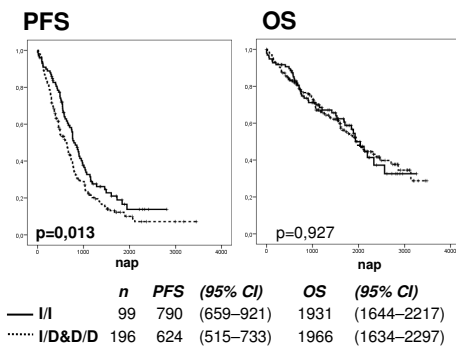 PFS
OS
1,0
0,8
0,6
0,4
0,2
0,0
p=0,013
0 1000 2000 3000 4000
nap
1,0
0,8
0,6
0,4
0,2
0,0
p=0,927
0 1000 2000 3000 4000
nap
n PFS (95% CI) OS (95% CI)
I/I 99 790 (659–921) 1931 (1644–2217)
I/D&D/D 196 624 (515–733) 1966 (1634–2297)